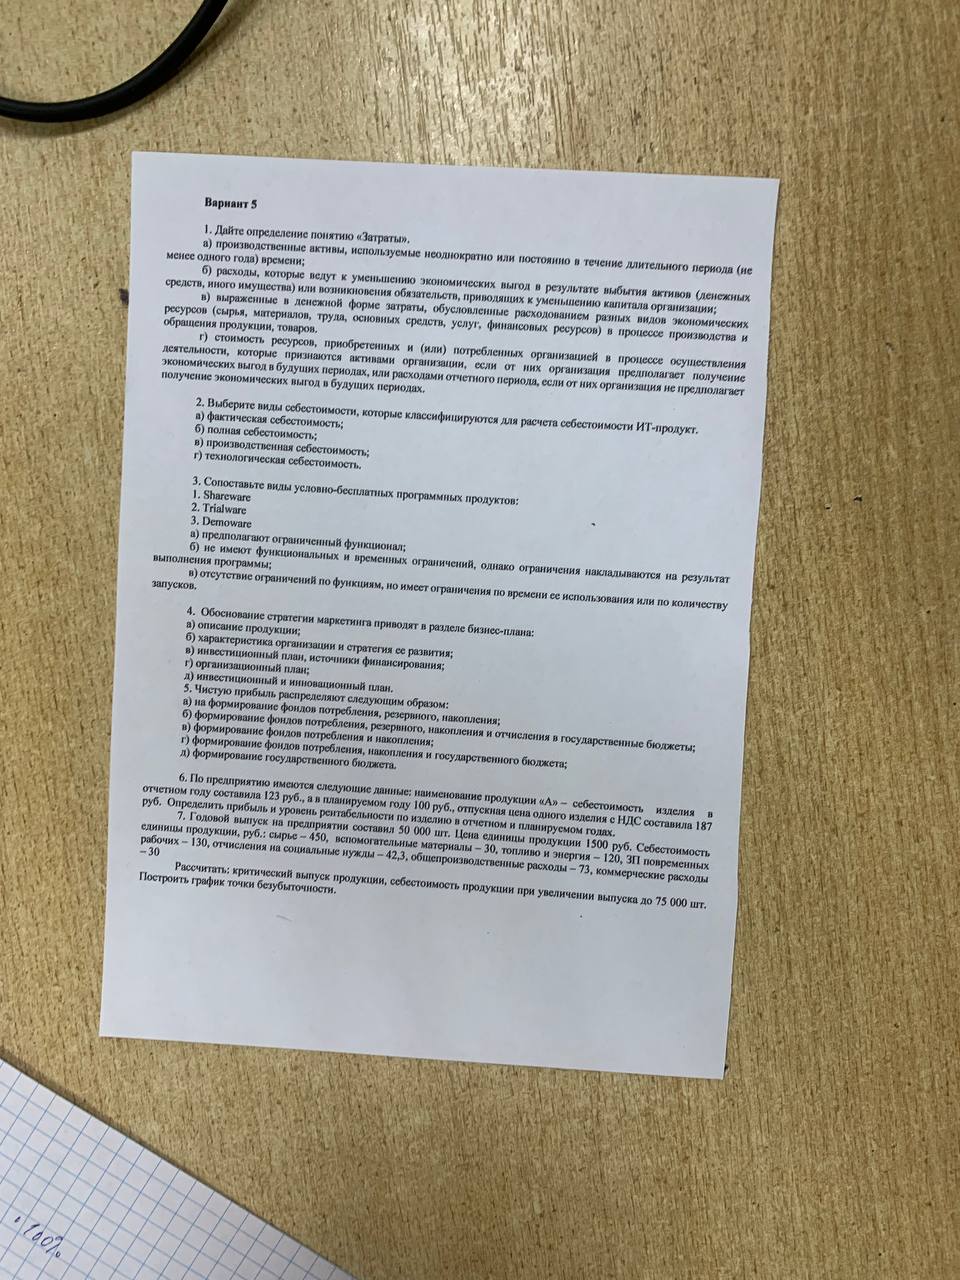 Вариант 5
1. Дайте определение понятию «Затраты».
а) производственные активы, используемые неоднократно или постоянно в течение длительного периода (не
менее одного года) времени;
б) расходы, которые ведут к уменьшению экономических выгод в результате выбытия активов (денежных
средств, иного имущества) или возникновения обязательств, приводящих к уменьшению капитала организации;
в) выраженные в денежной форме затраты, обусловленные расходованием разных видов экономических
ресурсов (сырья, материалов, труда, основных средств, услуг, финансовых ресурсов) в процессе производства и
обращения продукции, товаров.
г) стоимость ресурсов, приобретенных и (или) потребленных организацией в процессе осуществления
деятельности, которые признаются активами организации, если от них организация предполагает получение
экономических выгод в будущих периодах, или расходами отчетного периода, если от них организация не предполагает
получение экономических выгод в будущих периодах.
2. Выберите виды себестоимости, которые классифицируются для расчета себестоимости ИТ-продукт.
а) фактическая себестоимость;
б) полная себестоимость;
в) производственная себестоимость;
г) технологическая себестоимость.
3. Сопоставьте виды условно-бесплатных программных продуктов:
1. Shareware
2. Trialware
3. Demoware
а) предполагают ограниченный функционал;
б) не имеют функциональных и временных ограничений, однако ограничения накладываются на результат
выполнения программы;
в) отсутствие ограничений по функциям, но имеет ограничения по времени ее использования или по количеству
запусков.
4. Обоснование стратегии маркетинга приводят в разделе бизнес-плана:
а) описание продукции;
б) характеристика организации и стратегия ее развития;
в) инвестиционный план, источники финансирования;
г) организационный план;
д) инвестиционный и инновационный план.
5. Чистую прибыль распределяют следующим образом:
а) на формирование фондов потребления, резервного, накопления;
б) формирование фондов потребления, резервного, накопления и отчисления в государственные бюджеты;
в) формирование фондов потребления и накопления;
г) формирование фондов потребления, накопления и государственного бюджета;
д) формирование государственного бюджета.
6. По предприятию имеются следующие данные: наименование продукции «А» – себестоимость изделия в
отчетном году составила 123 руб., а в планируемом году 100 руб., отпускная цена одного изделия с НДС составила 187
руб. Определить прибыль и уровень рентабельности по изделию в отчетном и планируемом годах.
7. Годовой выпуск на предприятии составил 50 000 шт. Цена единицы продукции 1500 руб. Себестоимость
единицы продукции, руб.: сырье – 450, вспомогательные материалы – 30, топливо и энергия – 120, ЗП повременных
рабочих – 130, отчисления на социальные нужды – 42,3, общепроизводственные расходы – 73, коммерческие расходы
– 30
Рассчитать: критический выпуск продукции, себестоимость продукции при увеличении выпуска до 75 000 шт.
Построить график точки безубыточности.
· 100%